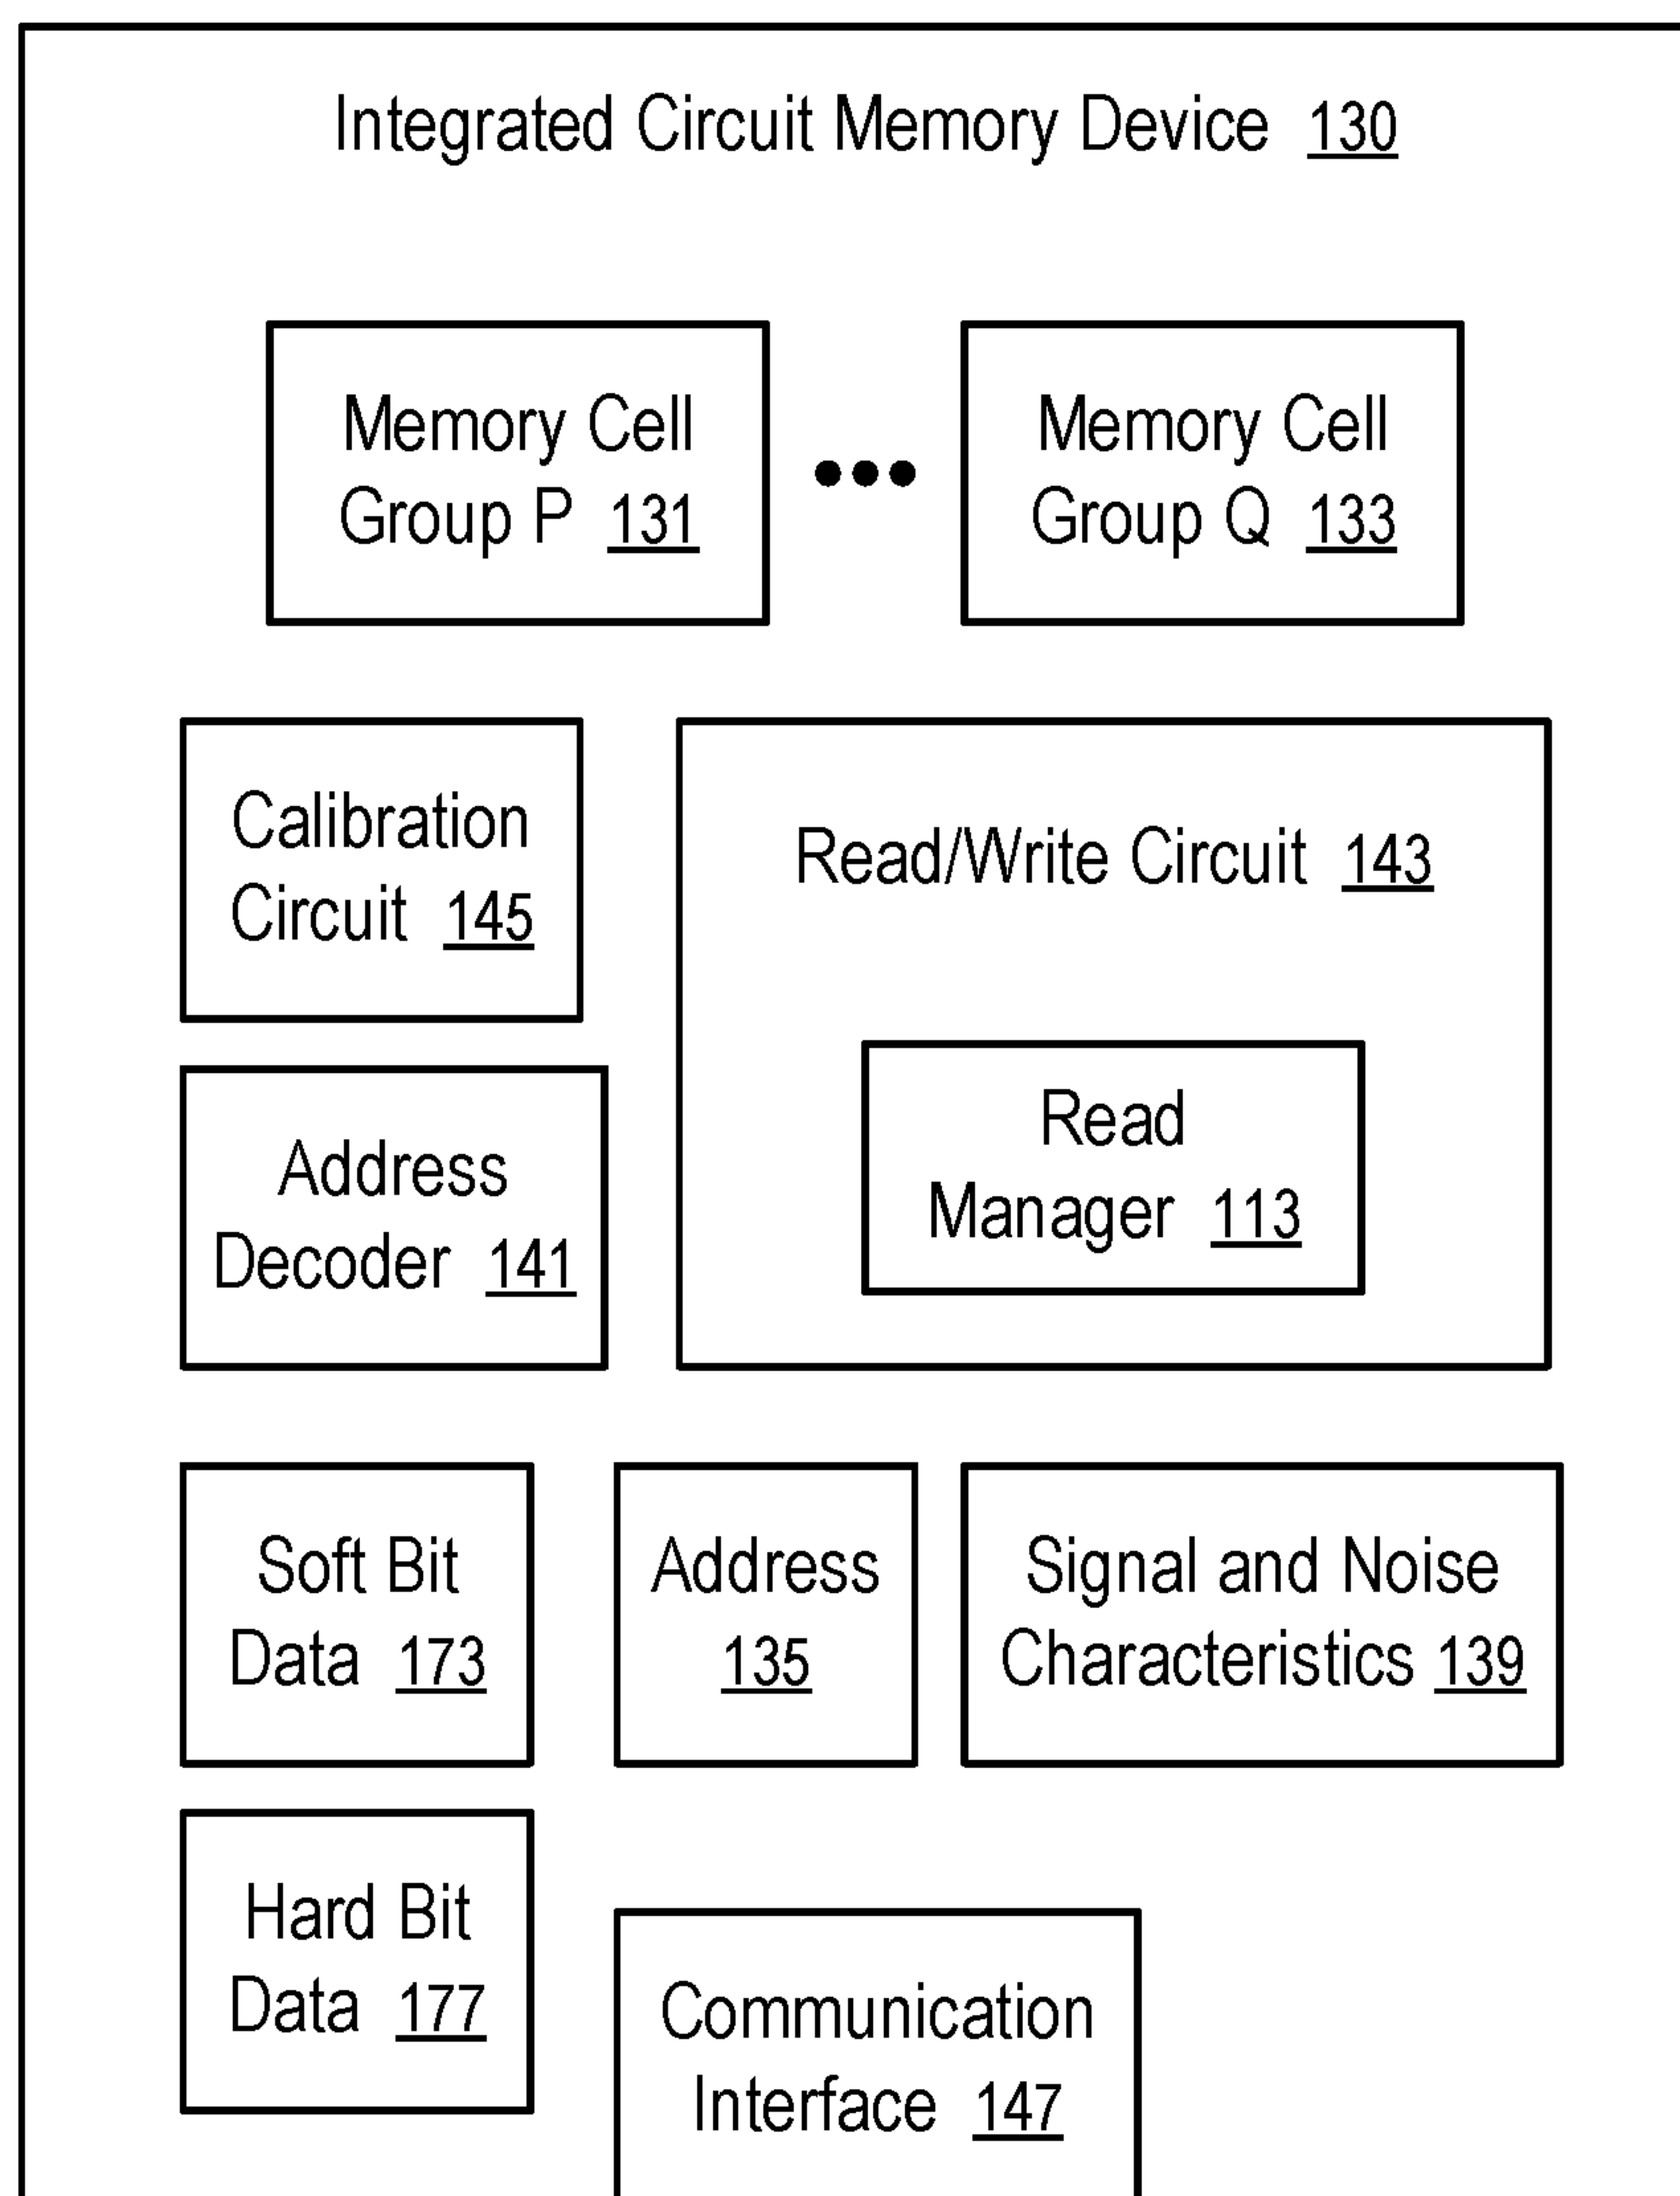 Integrated Circuit Memory Device 130
Memory Cell
Group P 131
Memory Cell
Group Q 133
Calibration
Circuit 145
Read/Write Circuit 143
Read
Manager 113
Address
Decoder 141
Soft Bit
Data 173
Address
135
Signal and Noise
Characteristics 139
Hard Bit
Data 177
Communication
Interface 147